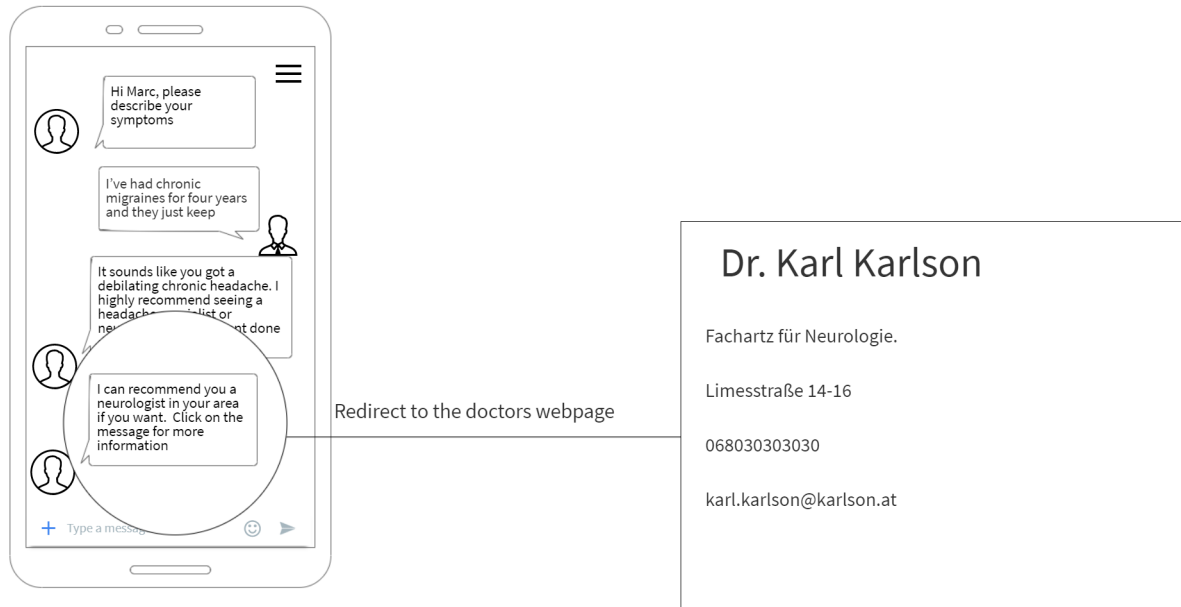 Hi Marc, please
describe your
symptoms
I've had chronic
migraines for four years
and they just keep
It sounds like you got a
debilating chronic headache. I
highly recommend seeing a
headache or
done
I can recommend you a
neurologist in your area
if you want. Click on the
message for more
information
Type a
Redirect to the doctors webpage
Dr. Karl Karlson
Fachartz für Neurologie.
Limesstraße 14-16
068030303030
karl.karlson@karlson.at